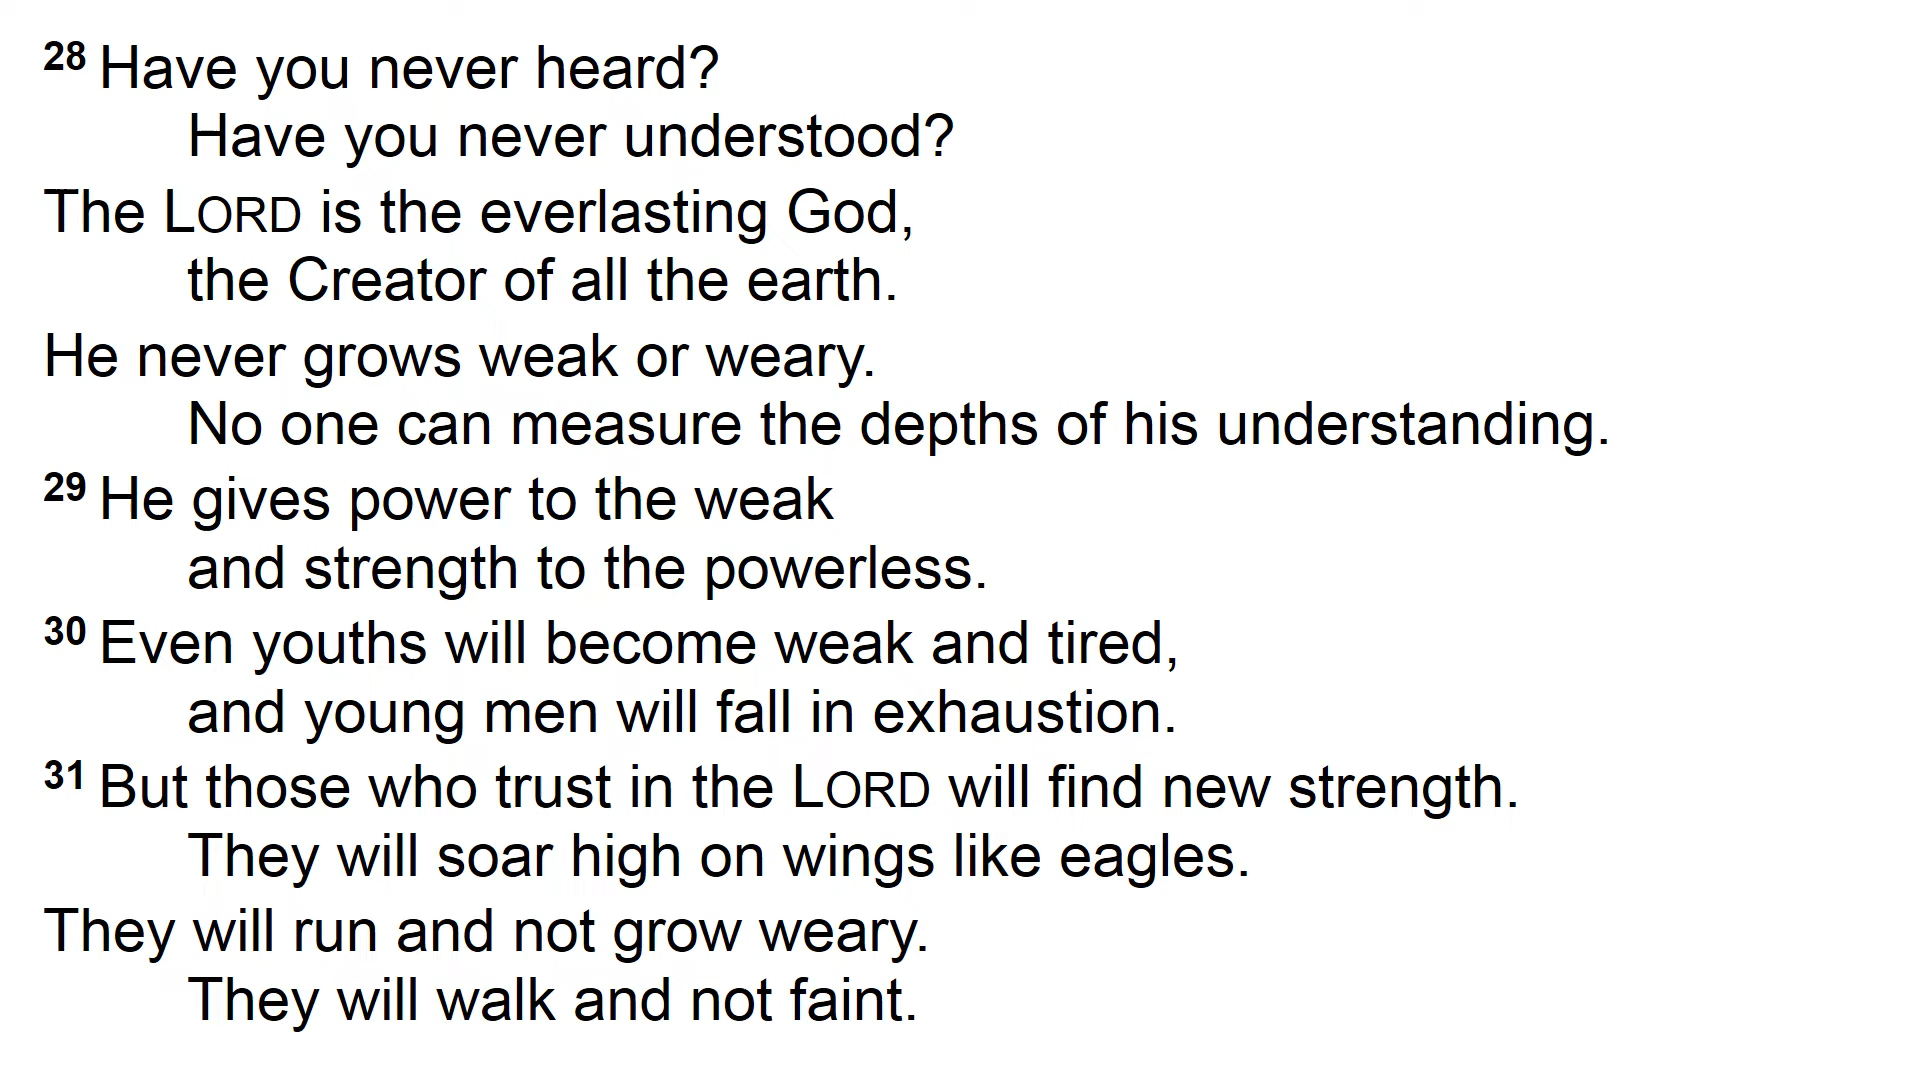 28 Have you never heard?
Have you never understood?
The LORD is the everlasting God,
the Creator of all the earth.
He never grows weak or weary.
No one can measure the depths of his understanding.
29 He gives power to the weak
and strength to the powerless.
30 Even youths will become weak and tired,
and young men will fall in exhaustion.
31 But those who trust in the LORD will find new strength.
They will soar high on wings like eagles.
They will run and not grow weary.
They will walk and not faint.